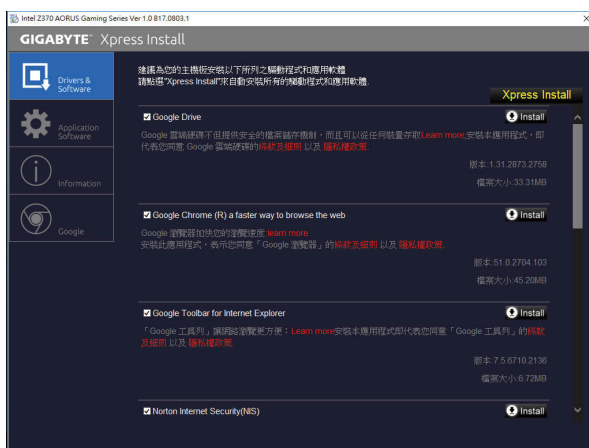 Intel Z370 AORUS Gaming Series Ver 1.0 B17.0803.1
GIGABYTE™ Xpress Install
Drivers &
Software
Application
Software
Information
Google
建議為您的主機板安裝以下所列之驅動程式和應用軟體
請點選"Xpress Install"來自動安裝所有的驅動程式和應用軟體.
Xpress Install
Google Drive
Install
Google 雲端硬碟不但提供安全的檔案儲存機制,而且可以從任何裝置存取Learn more.安裝本應用程式,即
代表您同意 Google 雲端硬碟的條款及細則 以及 隱私權政策.
版本:1.31.2873.2758
檔案大小:33.31MB
Google Chrome (R) a faster way to browse the web
Install
Google 瀏覽器加快您的瀏覽速度 learn more
安裝此應用程式,表示您同意「Google 瀏覽器」的條款及細則 以及 隱私權政策.
版本:51.0.2704.103
檔案大小:45.20MB
Google Toolbar for Internet Explorer
Install
「Google 工具列」讓網路瀏覽更方便:Learn more安裝本應用程式即代表您同意「Google 工具列」的條款
及細則 以及 隱私權政策.
版本:7.5.6710.2136
檔案大小:6.72MB
Norton Internet Security(NIS)
Install